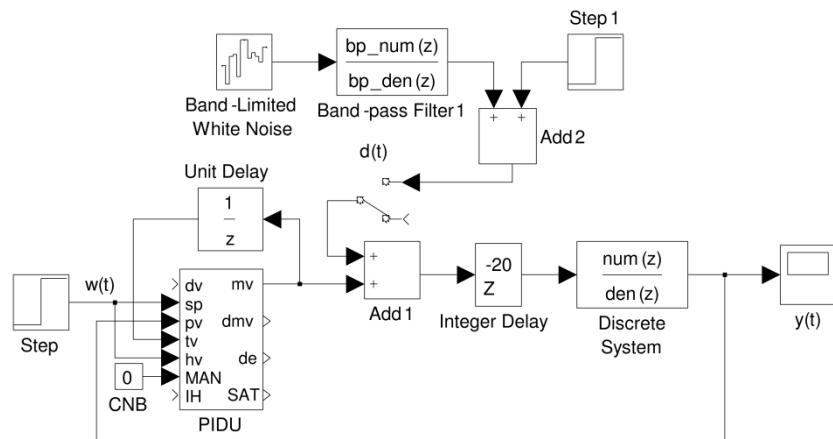 Step 1
bp_num (z)
bp_den (z)
Band-Limited
White Noise
Band-pass Filter 1
+ +
Add 2
d(t)
Unit Delay
1
z
w(t)
Step
dv
sp
pv
tv
hv
MAN
IH
mv
dmv
de
SAT
0
CNB
PIDU
+
+
Add 1
-20
Z
Integer Delay
num (z)
den (z)
Discrete
System
y(t)